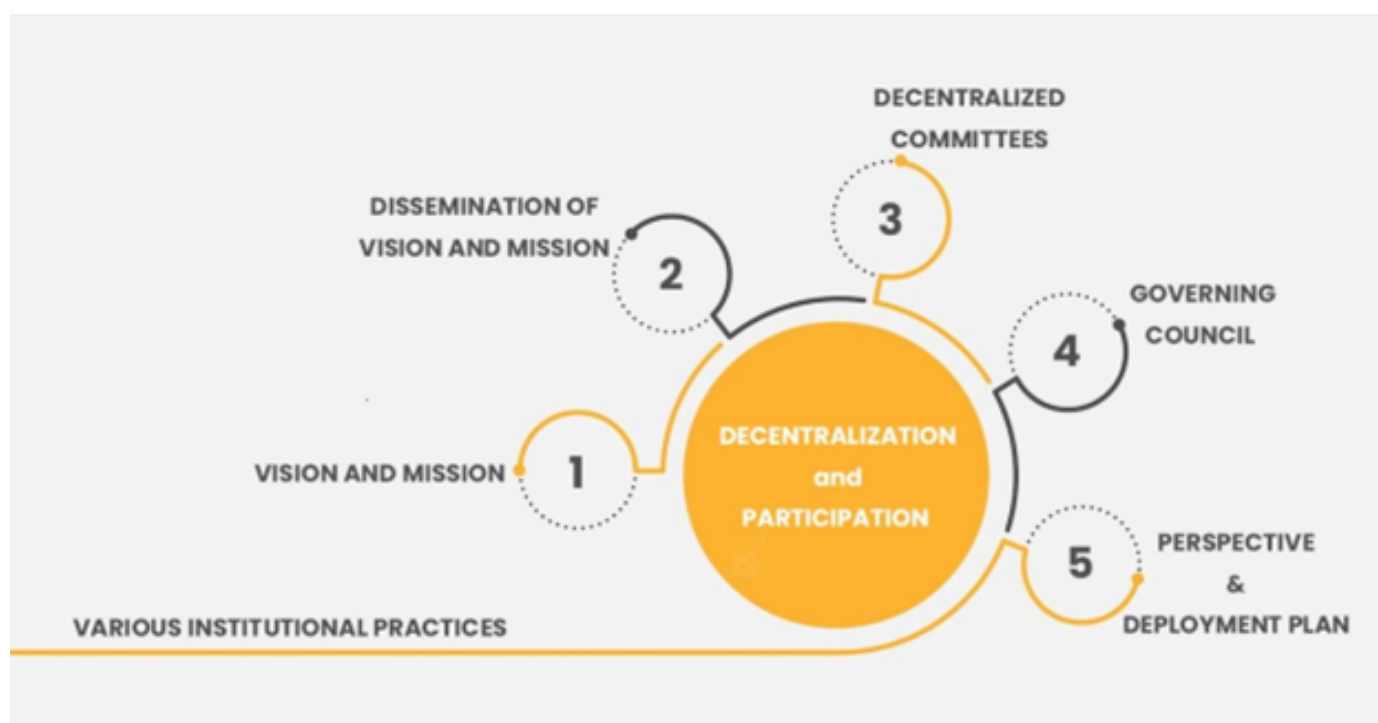 DECENTRALIZED
COMMITTEES
3
DISSEMINATION OF
VISION AND MISSION
2
GOVERNING
COUNCIL
4
DECENTRALIZATION
and
PARTICIPATION
VISION AND MISSION
1
5
PERSPECTIVE
&
DEPLOYMENT PLAN
VARIOUS INSTITUTIONAL PRACTICES